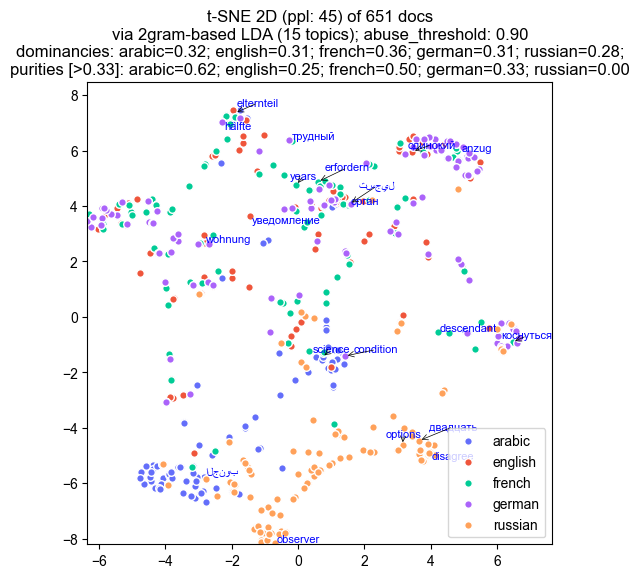 t-SNE 2D (ppl: 45) of 651 docs
via 2gram-based LDA (15 topics); abuse_threshold: 0.90
dominancies: arabic=0.32; english=0.31; french=0.36; german=0.31; russian=0.28;
purities [>0.33]: arabic=0.62; english=0.25; french=0.50; german=0.33; russian=0.00
8
6
4
2
0
−2
−4
−6
−8
elternteil
hälfte
трудный
одинокий
anzug
erfordern
years
орган
уведомление
wohnung
descendant
коснуться
science
condition
двадцать
options
disagree
observer
arabic
english
french
german
russian
−6
−4
−2
0
2
4
6